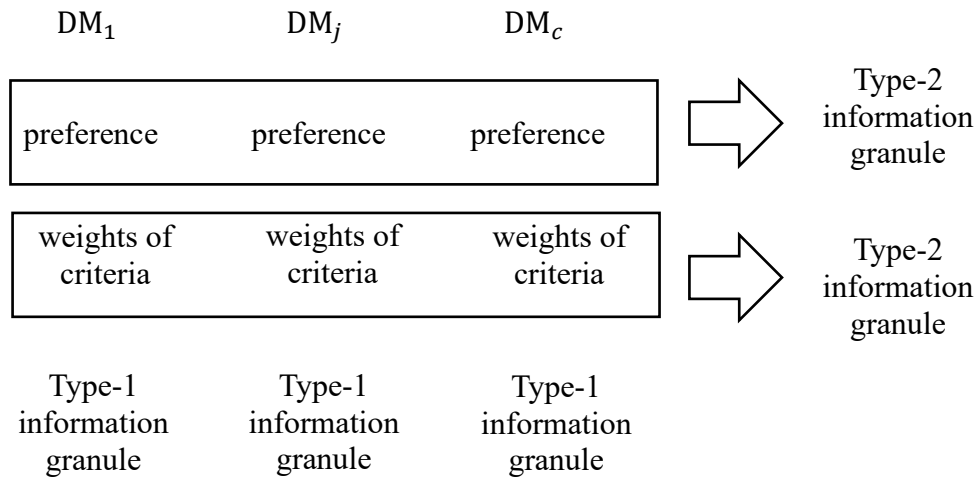 DM₁ DMⱼ DM𝑐
preference preference preference
Type-2
information
granule
weights of weights of weights of
criteria criteria criteria
Type-2
information
granule
Type-1 Type-1 Type-1
information information information
granule granule granule